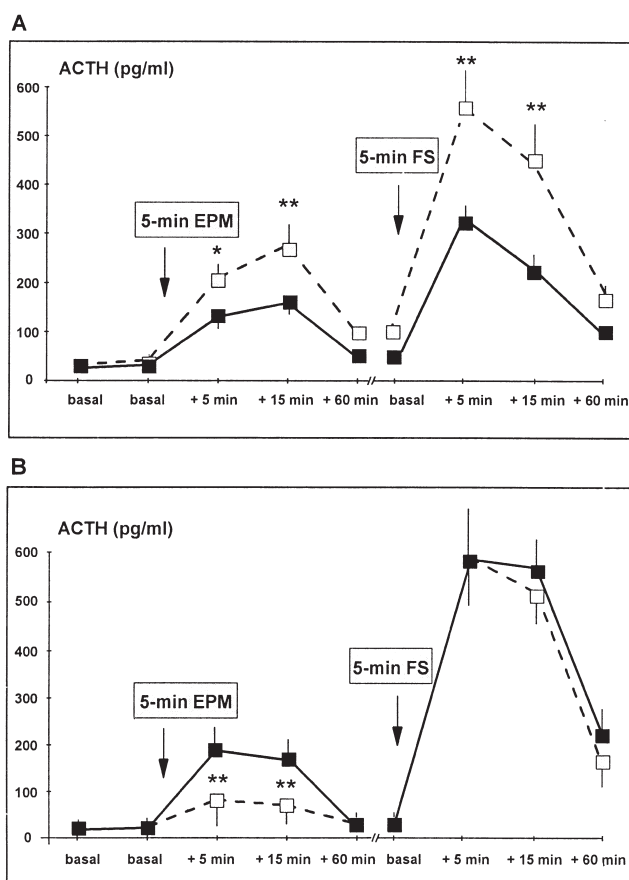 A
ACTH (pg/ml)
600
500
400
300
200
100
0
5-min EPM
5-min FS
*
**
**
**
basal basal + 5 min + 15 min + 60 min basal + 5 min + 15 min + 60 min
B
ACTH (pg/ml)
600
500
400
300
200
100
0
5-min EPM
5-min FS
**
**
basal basal + 5 min + 15 min + 60 min basal + 5 min + 15 min + 60 min